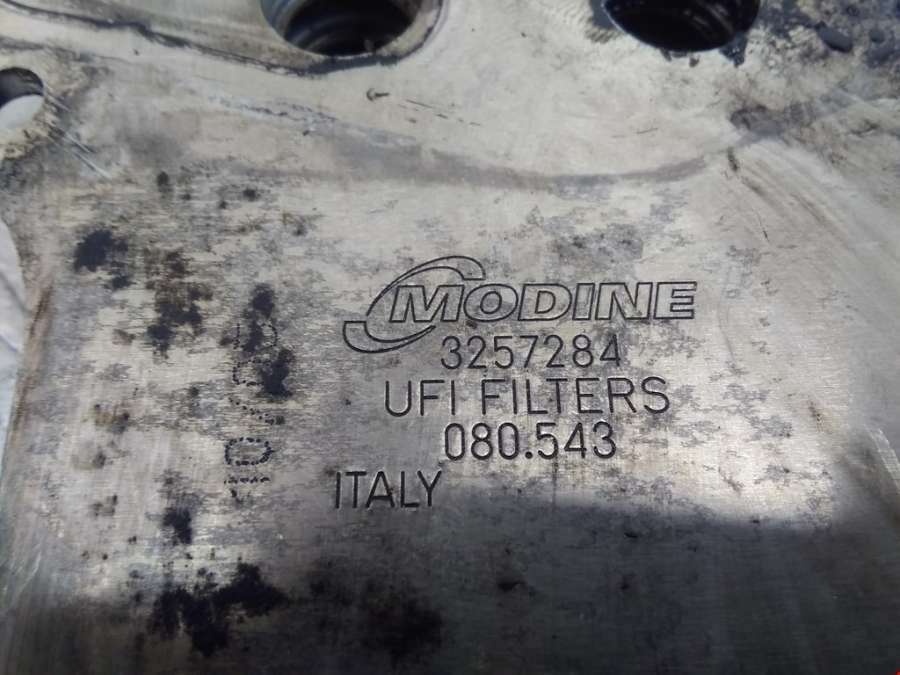 MODINE
3257284
UFI FILTERS
080.543
ITALY